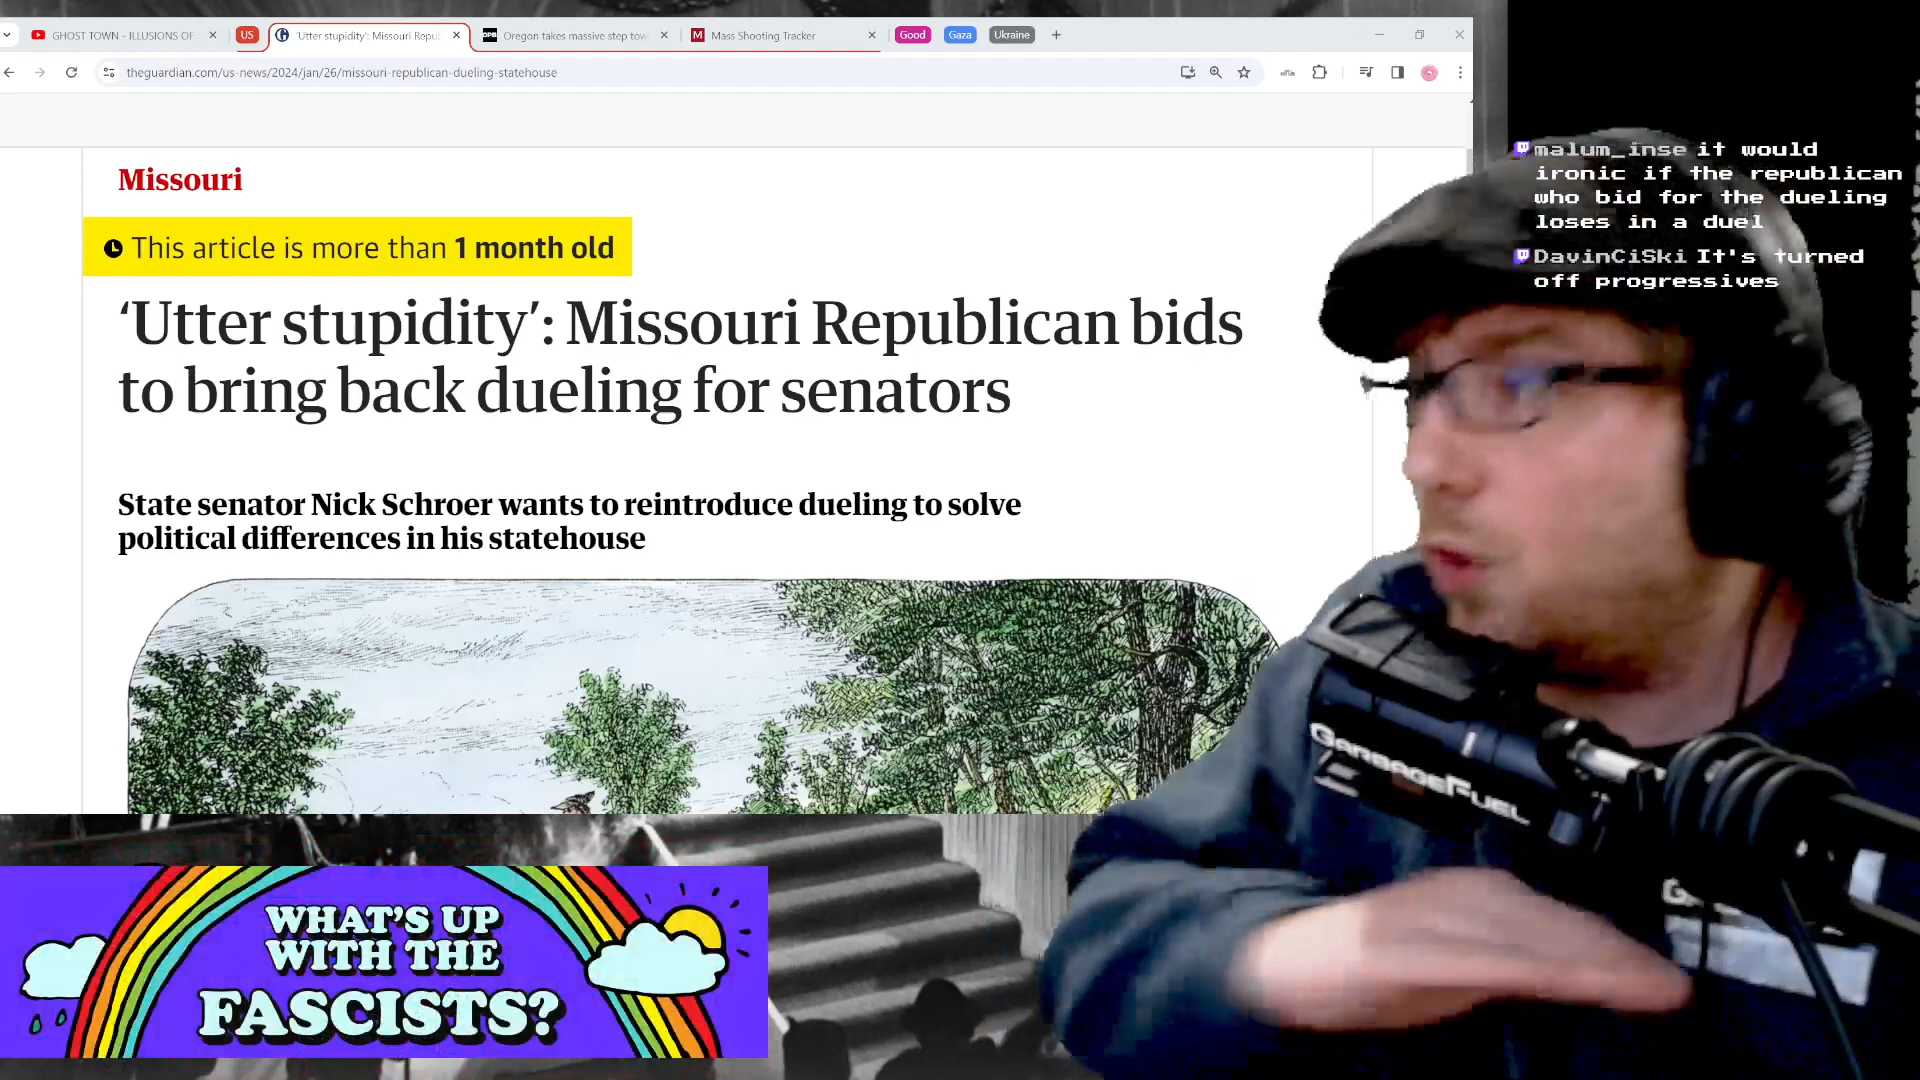 GHOST TOWN - ILLUSIONS OF
US
'Utter stupidity': Missouri Repu
Oregon takes massive step tow
Mass Shooting Tracker
Good
Gaza
Ukraine
theguardian.com/us-news/2024/jan/26/missouri-republican-dueling-statehouse
Missouri
This article is more than 1 month old
‘Utter stupidity’: Missouri Republican bids
to bring back dueling for senators
State senator Nick Schroer wants to reintroduce dueling to solve
political differences in his statehouse
malum_inse it would
ironic if the republican
who bid for the dueling
loses in a duel
DavinCiSki It's turned
off progressives
GARBAGEFUEL
WHAT'S UP
WITH THE
FASCISTS?